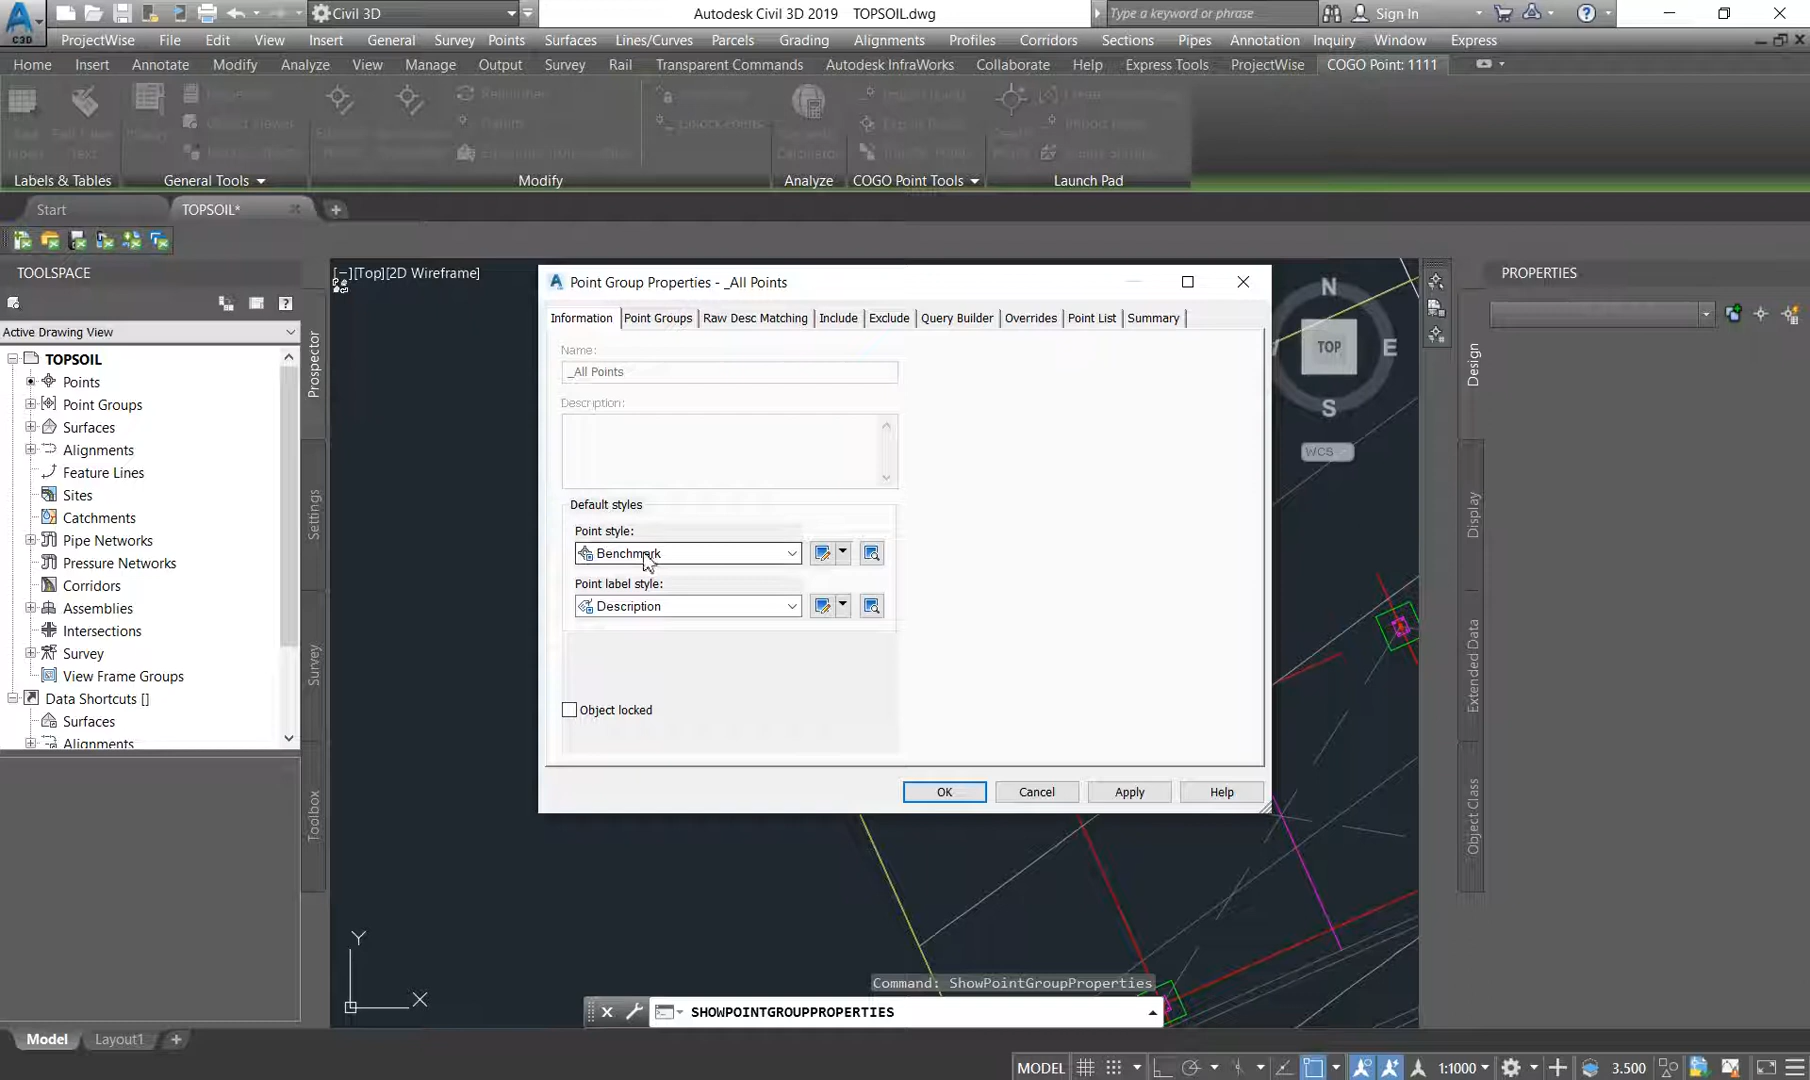 C3D
Civil 3D
Autodesk Civil 3D 2019 TOPSOIL.dwg
Type a keyword or phrase
Sign In
ProjectWise File Edit View Insert General Survey Points Surfaces Lines/Curves Parcels Grading Alignments Profiles Corridors Sections Pipes Annotation Inquiry Window Express
Home Insert Annotate Modify Analyze View Manage Output Survey Rail Transparent Commands Autodesk InfraWorks Collaborate Help Express Tools ProjectWise COGO Point: 1111
Labels & Tables General Tools Modify Analyze COGO Point Tools Launch Pad
Start TOPSOIL*
TOOLSPACE
Active Drawing View
TOPSOIL
Points
Point Groups
Surfaces
Alignments
Feature Lines
Sites
Catchments
Pipe Networks
Pressure Networks
Corridors
Assemblies
Intersections
Survey
View Frame Groups
Data Shortcuts []
Surfaces
Alignments
Prospector
Settings
Survey
Toolbox
[−][Top][2D Wireframe]
Point Group Properties - _All Points
Information Point Groups Raw Desc Matching Include Exclude Query Builder Overrides Point List Summary
Name:
_All Points
Description:
Default styles
Point style:
Benchmark
Point label style:
Description
Object locked
OK Cancel Apply Help
N
TOP
E
S
WCS
PROPERTIES
Design
Display
Extended Data
Object Class
Y
X
Command: ShowPointGroupProperties
SHOWPOINTGROUPPROPERTIES
Model Layout1
MODEL 1:1000 3.500